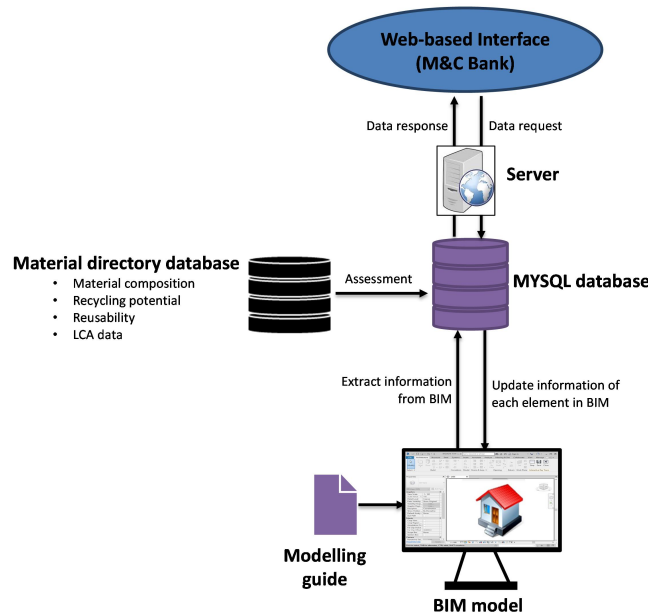 Web-based Interface
(M&C Bank)
Data response
Data request
Server
Material directory database
• Material composition
• Recycling potential
• Reusability
• LCA data
Assessment
MYSQL database
Extract information
from BIM
Update information of
each element in BIM
Modelling
guide
BIM model